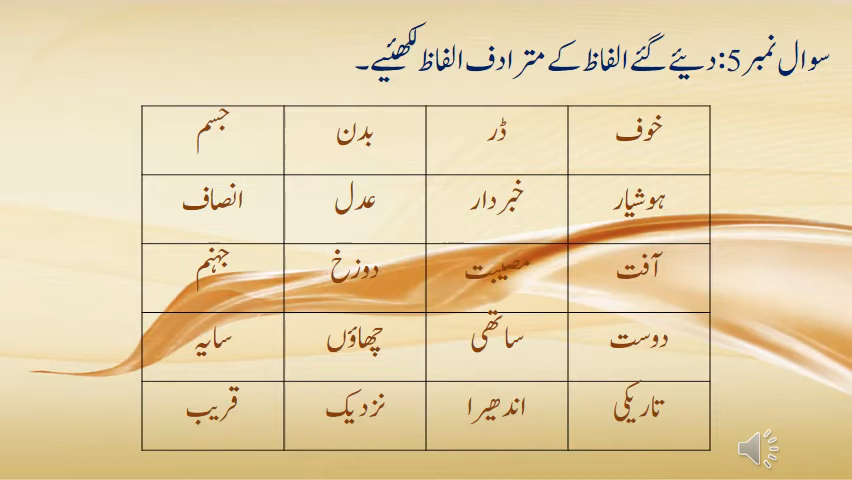 سوال نمبر 5: دیئے گئے الفاظ کے مترادف الفاظ لکھئیے۔
خوف ڈر بدن جسم
ہوشیار خبردار عدل انصاف
آفت مصیبت دوزخ جہنم
دوست ساتھی چھاؤں سایہ
تاریکی اندھیرا نزدیک قریب